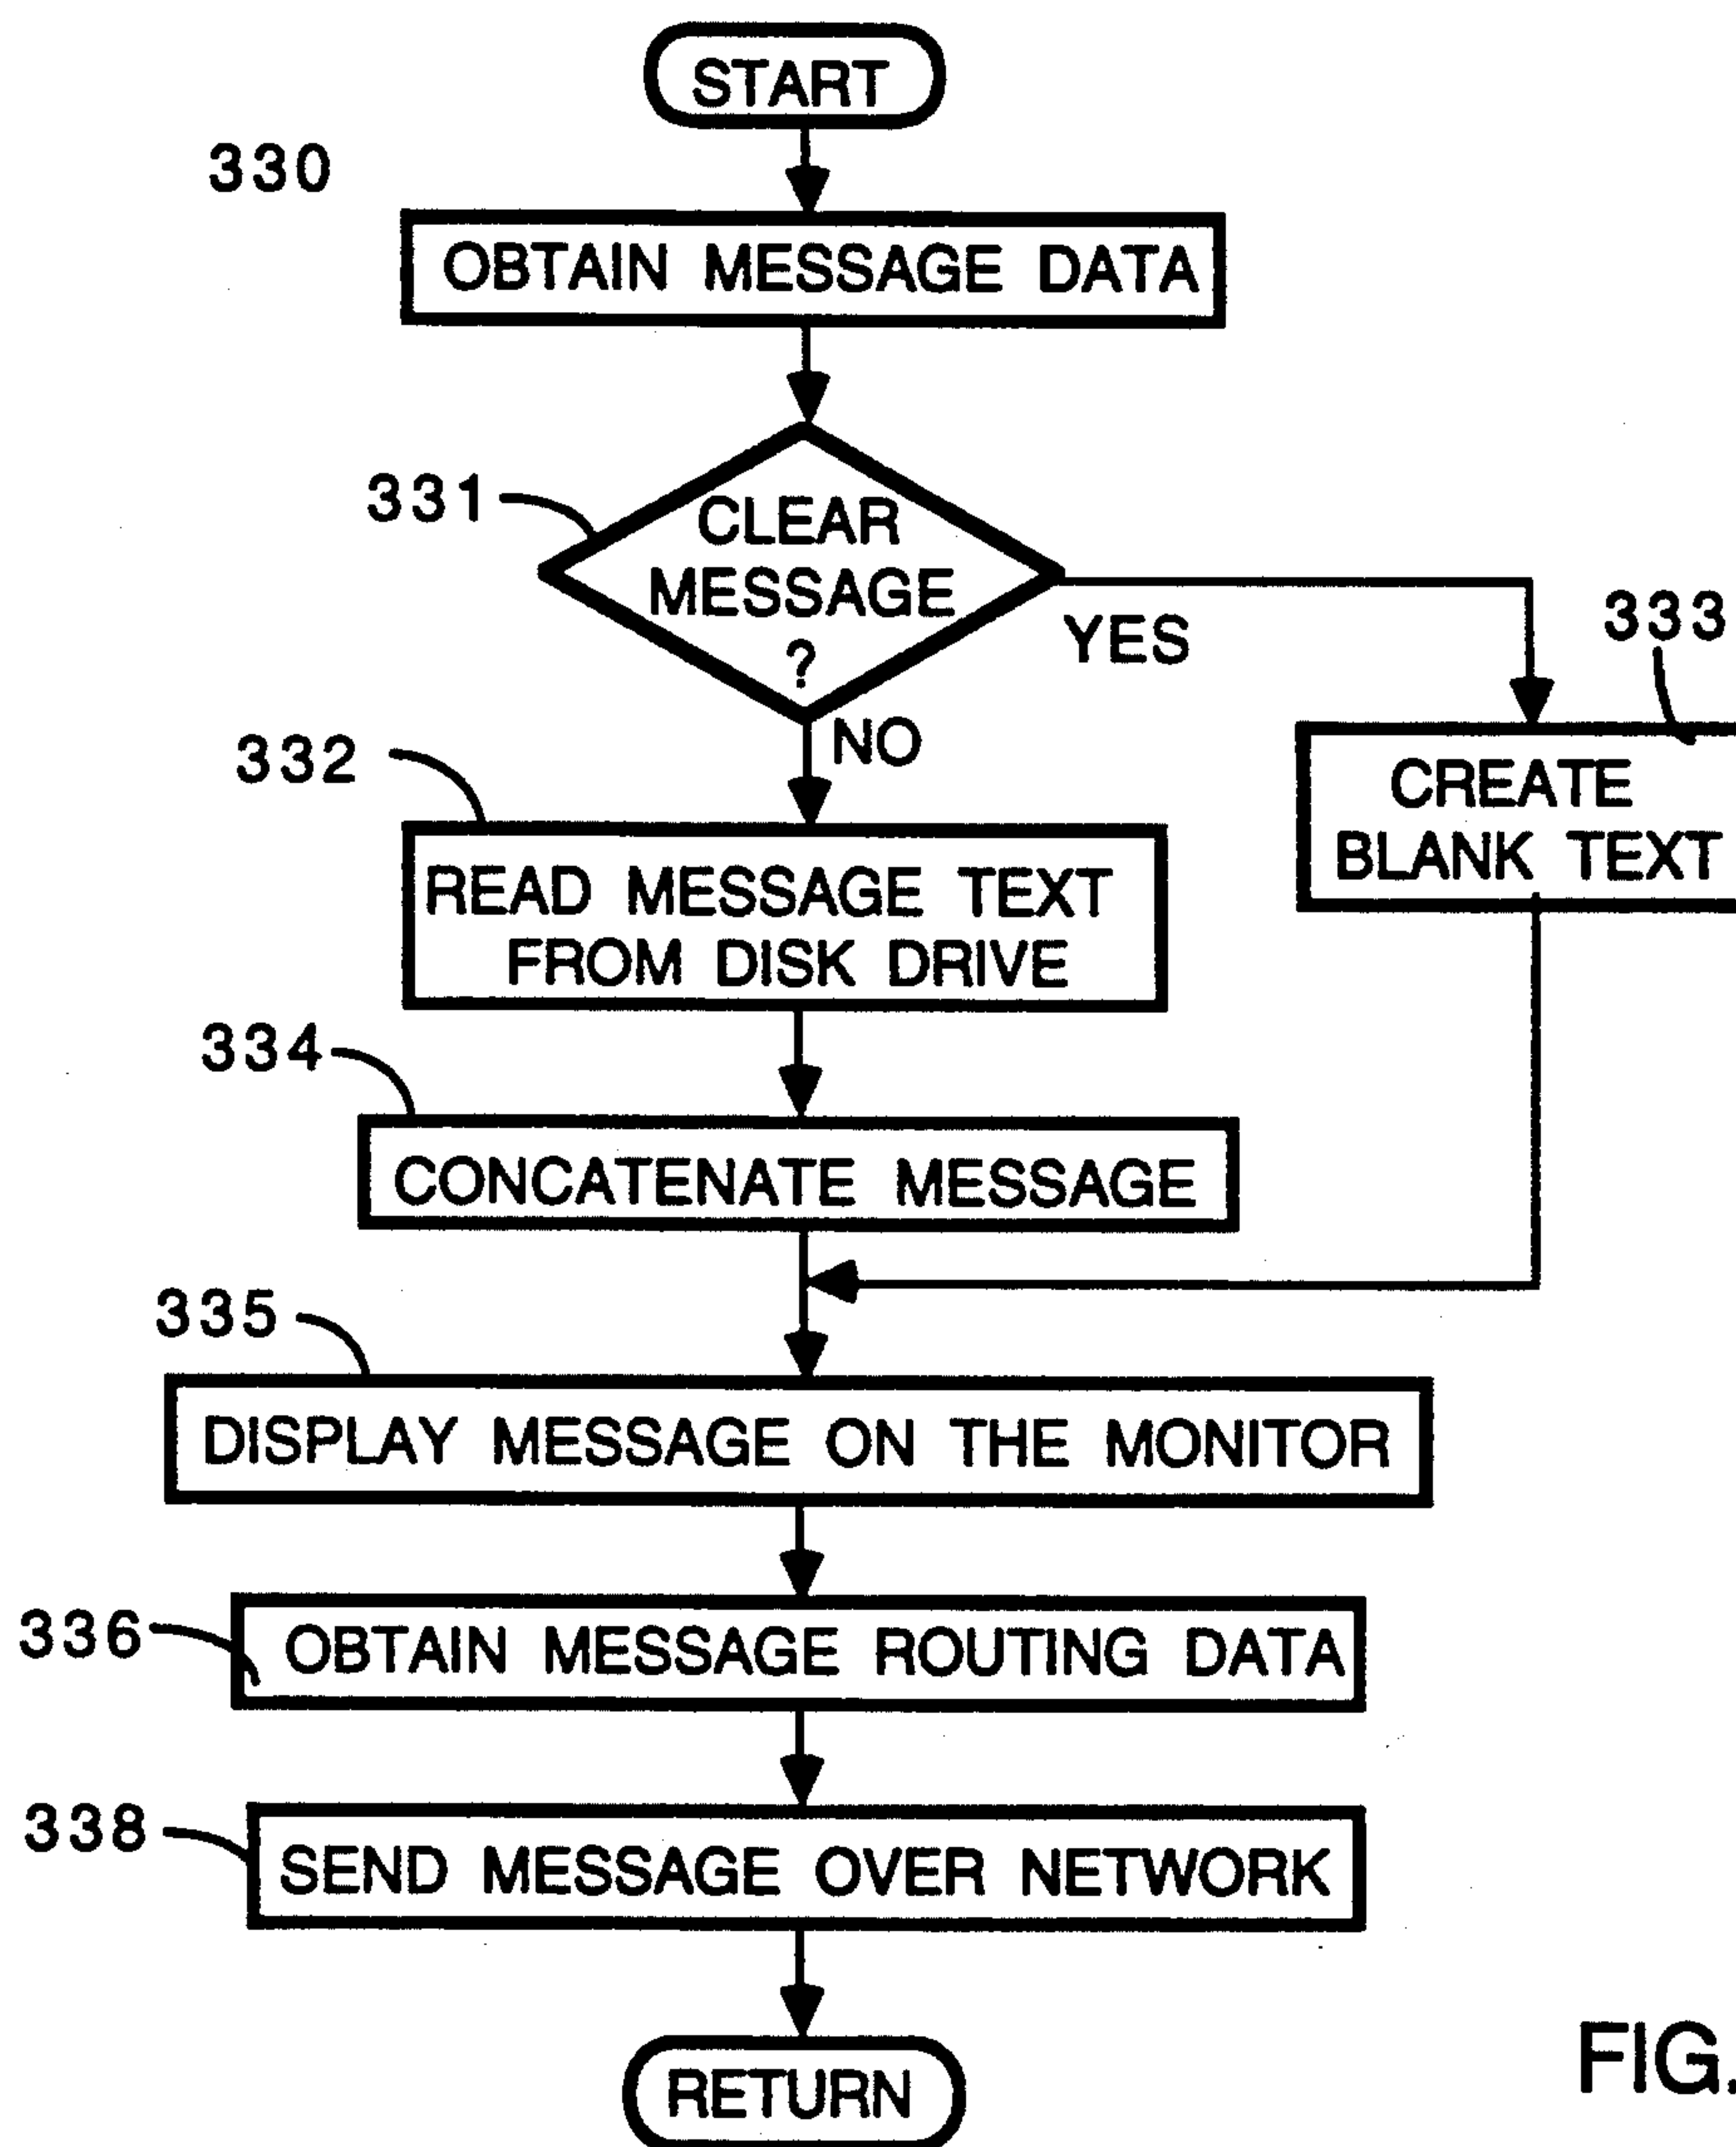 START
330
OBTAIN MESSAGE DATA
331
CLEAR
MESSAGE
?
YES
333
NO
332
CREATE
BLANK TEXT
READ MESSAGE TEXT
FROM DISK DRIVE
334
CONCATENATE MESSAGE
335
DISPLAY MESSAGE ON THE MONITOR
336
OBTAIN MESSAGE ROUTING DATA
338
SEND MESSAGE OVER NETWORK
RETURN
FIG.